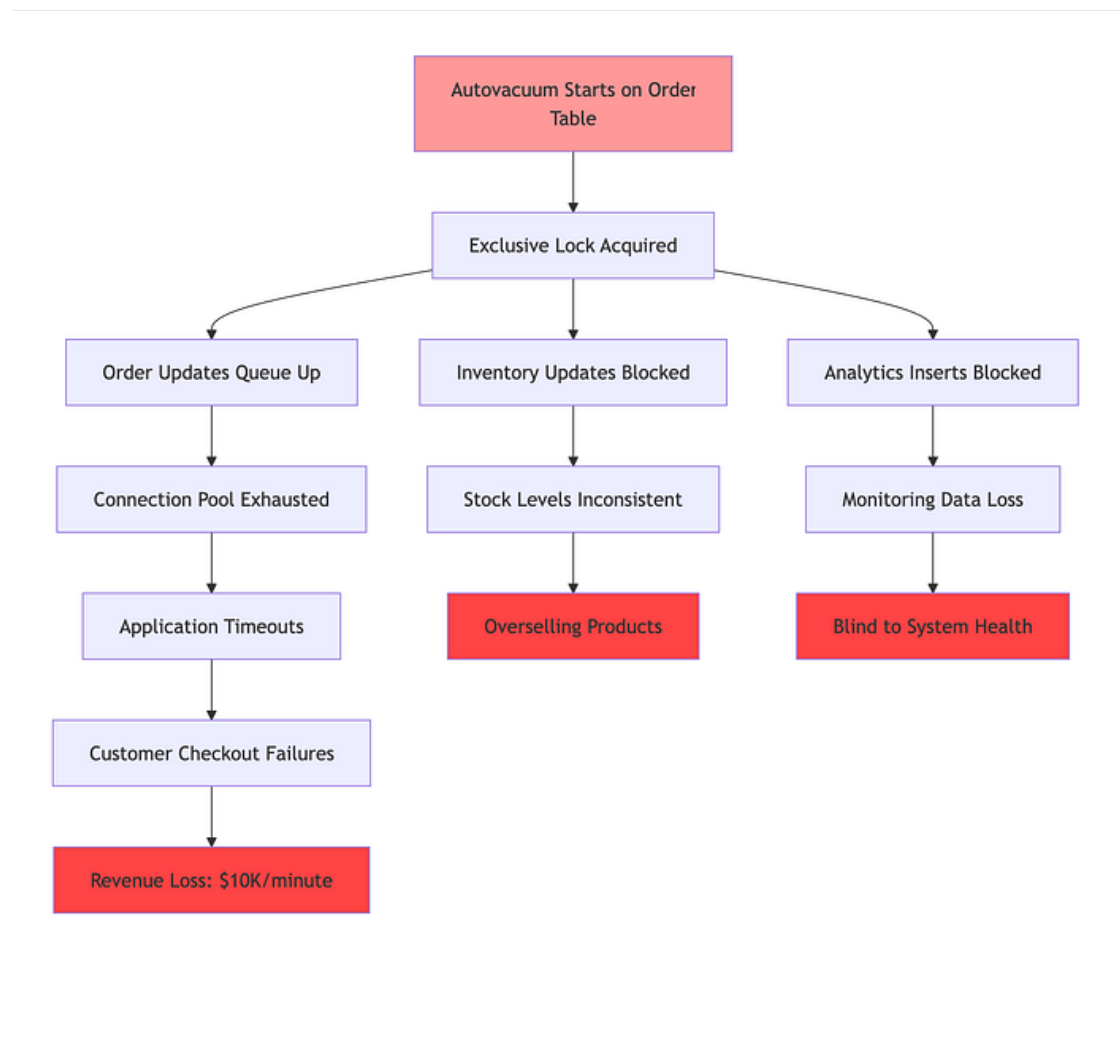 Autovacuum Starts on Order
Table
Exclusive Lock Acquired
Order Updates Queue Up
Inventory Updates Blocked
Analytics Inserts Blocked
Connection Pool Exhausted
Stock Levels Inconsistent
Monitoring Data Loss
Application Timeouts
Overselling Products
Blind to System Health
Customer Checkout Failures
Revenue Loss: $10K/minute